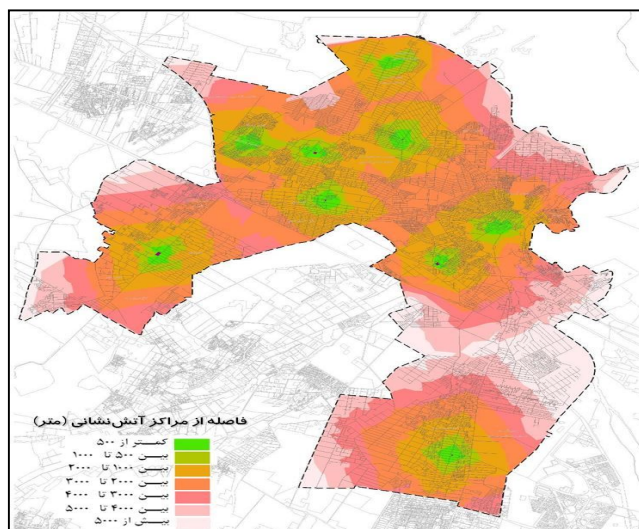 فاصله از مراکز آتش‌نشانی (متر)
کمتر از ۵۰۰
بین ۵۰۰ تا ۱۰۰۰
بین ۱۰۰۰ تا ۲۰۰۰
بین ۲۰۰۰ تا ۳۰۰۰
بین ۳۰۰۰ تا ۴۰۰۰
بین ۴۰۰۰ تا ۵۰۰۰
بیش از ۵۰۰۰